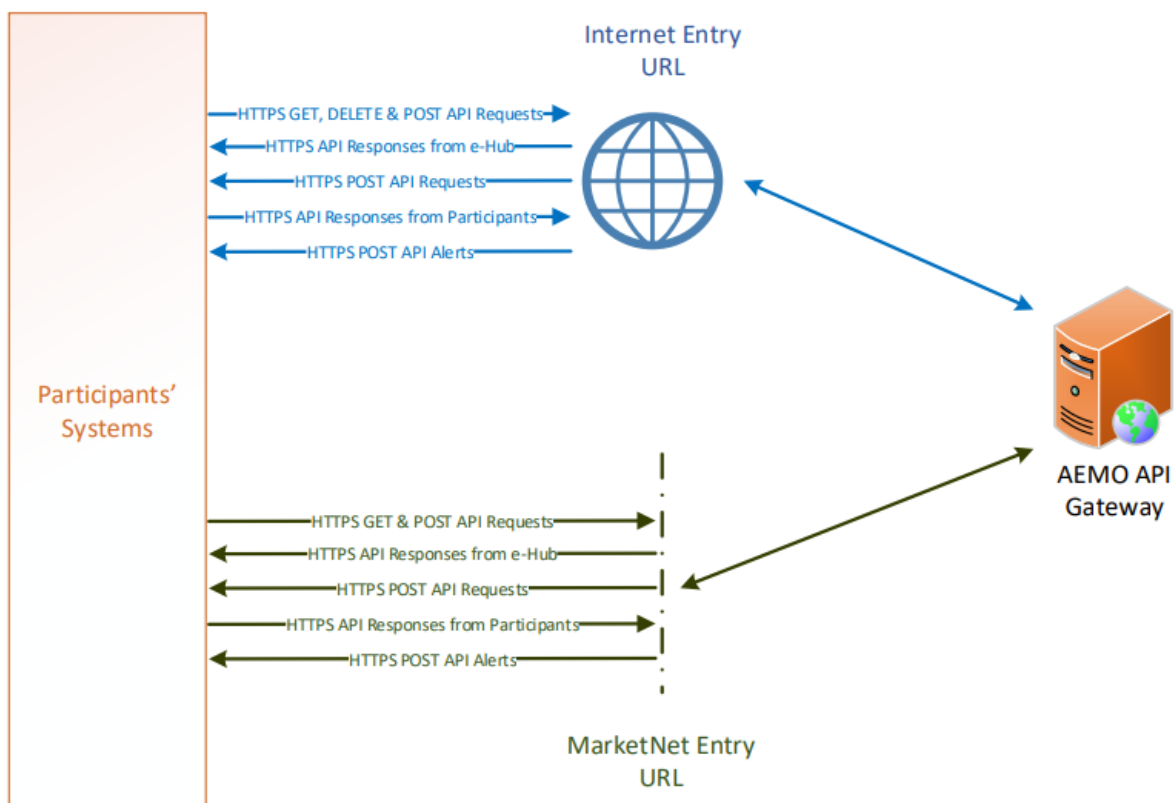 Internet Entry
URL
HTTPS GET, DELETE & POST API Requests
HTTPS API Responses from e-Hub
HTTPS POST API Requests
HTTPS API Responses from Participants
HTTPS POST API Alerts
Participants'
Systems
AEMO API
Gateway
HTTPS GET & POST API Requests
HTTPS API Responses from e-Hub
HTTPS POST API Requests
HTTPS API Responses from Participants
HTTPS POST API Alerts
MarketNet Entry
URL